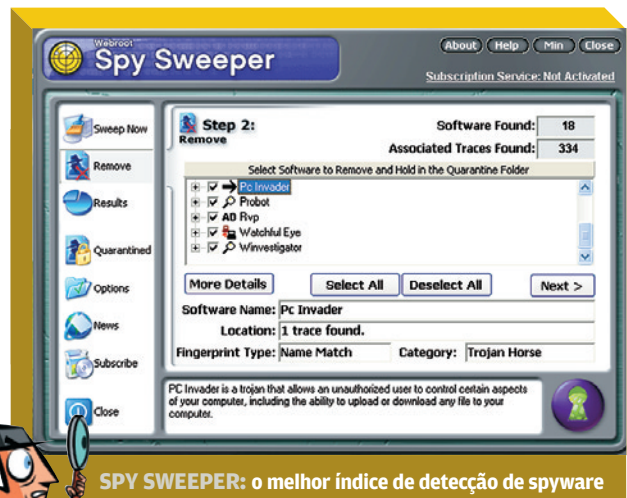 Webroot
Spy Sweeper
About Help Min Close
Subscription Service: Not Activated
Sweep Now
Remove
Results
Quarantined
Options
News
Subscribe
Close
Step 2:
Remove
Software Found: 18
Associated Traces Found: 334
Select Software to Remove and Hold in the Quarantine Folder
Pc Invader
Probot
AD Rvp
Watchful Eye
Winvestigator
More Details Select All Deselect All Next >
Software Name: Pc Invader
Location: 1 trace found.
Fingerprint Type: Name Match Category: Trojan Horse
PC Invader is a trojan that allows an unauthorized user to control certain aspects
of your computer, including the ability to upload or download any file to your
computer.
SPY SWEEPER: o melhor índice de detecção de spyware